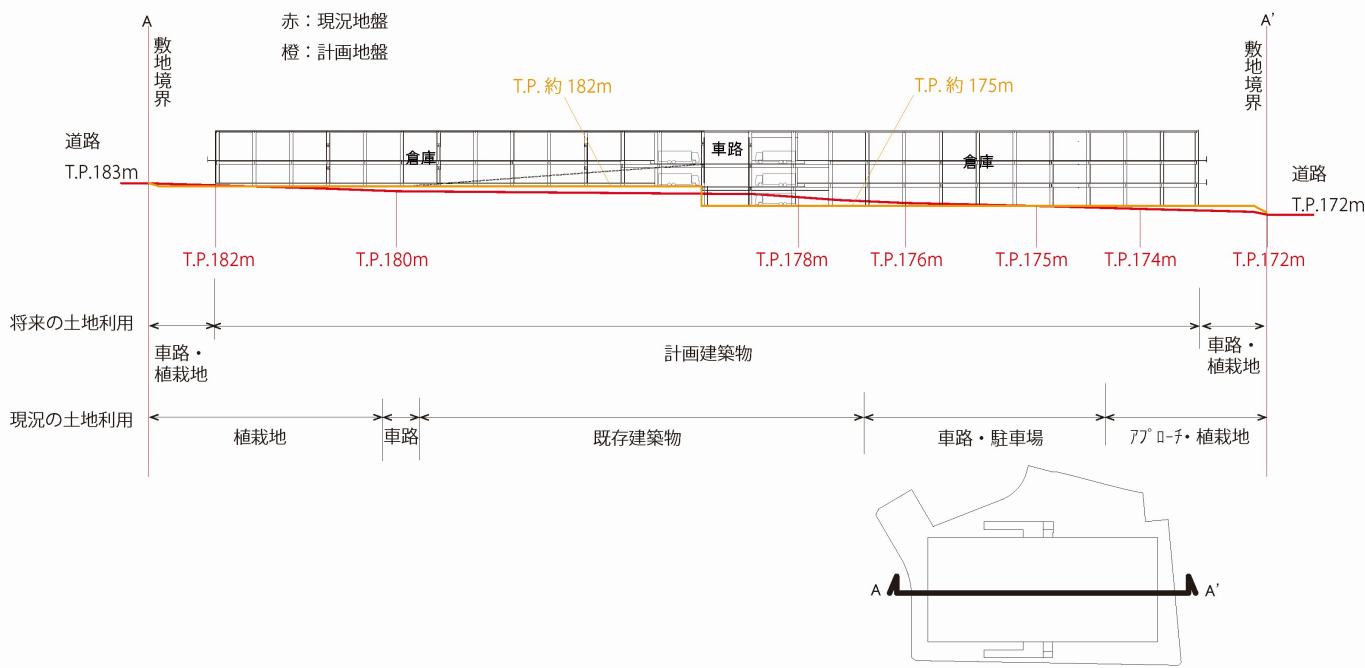 A
敷地境界
赤：現況地盤
橙：計画地盤
A'
敷地境界
T.P. 約 182m
T.P. 約 175m
道路
T.P.183m
倉庫
車路
倉庫
道路
T.P.172m
T.P.182m
T.P.180m
T.P.178m
T.P.176m
T.P.175m
T.P.174m
T.P.172m
将来の土地利用
車路・
植栽地
計画建築物
車路・
植栽地
現況の土地利用
植栽地
車路
既存建築物
車路・駐車場
ｱﾌﾟﾛｰﾁ・植栽地
A
A'